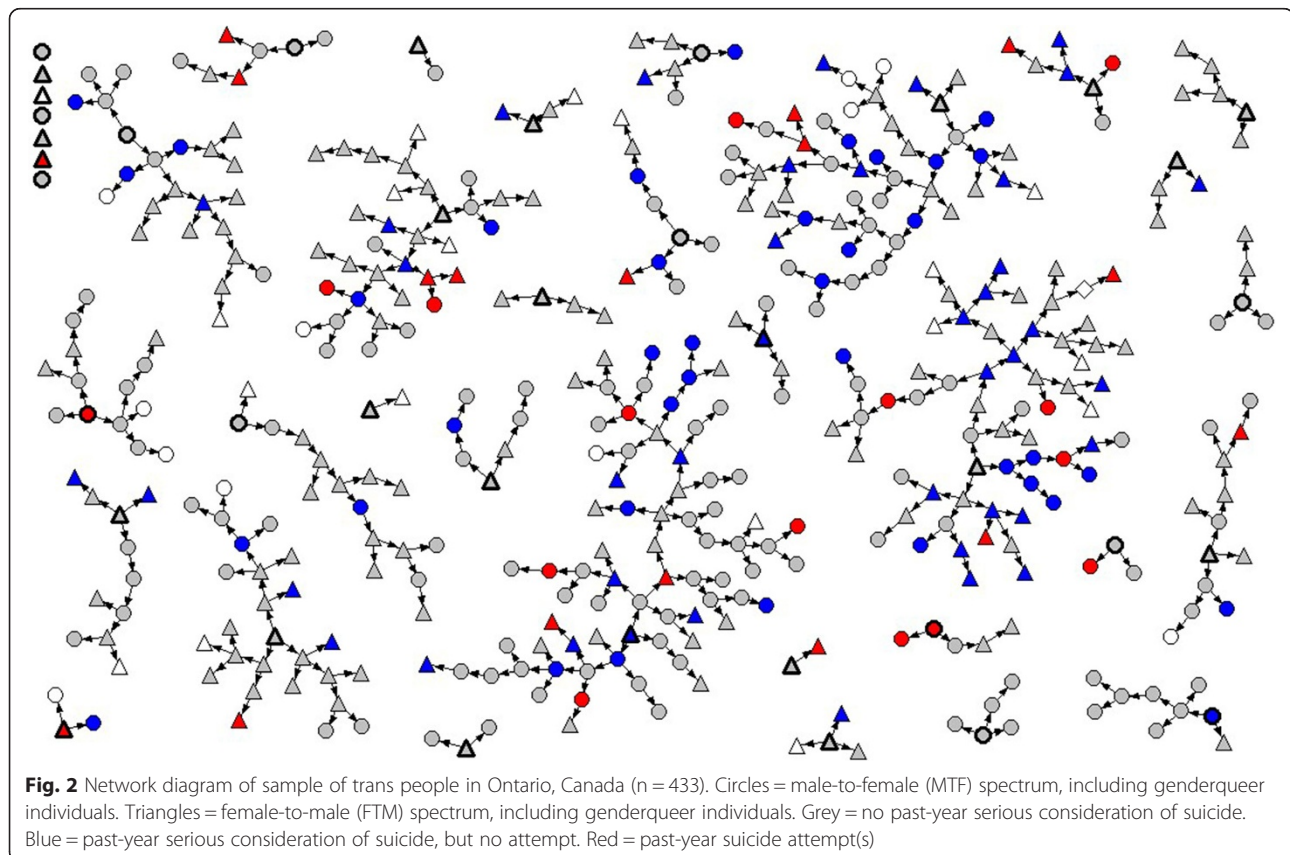 Fig. 2 Network diagram of sample of trans people in Ontario, Canada (n = 433). Circles = male-to-female (MTF) spectrum, including genderqueer
individuals. Triangles = female-to-male (FTM) spectrum, including genderqueer individuals. Grey = no past-year serious consideration of suicide.
Blue = past-year serious consideration of suicide, but no attempt. Red = past-year suicide attempt(s)